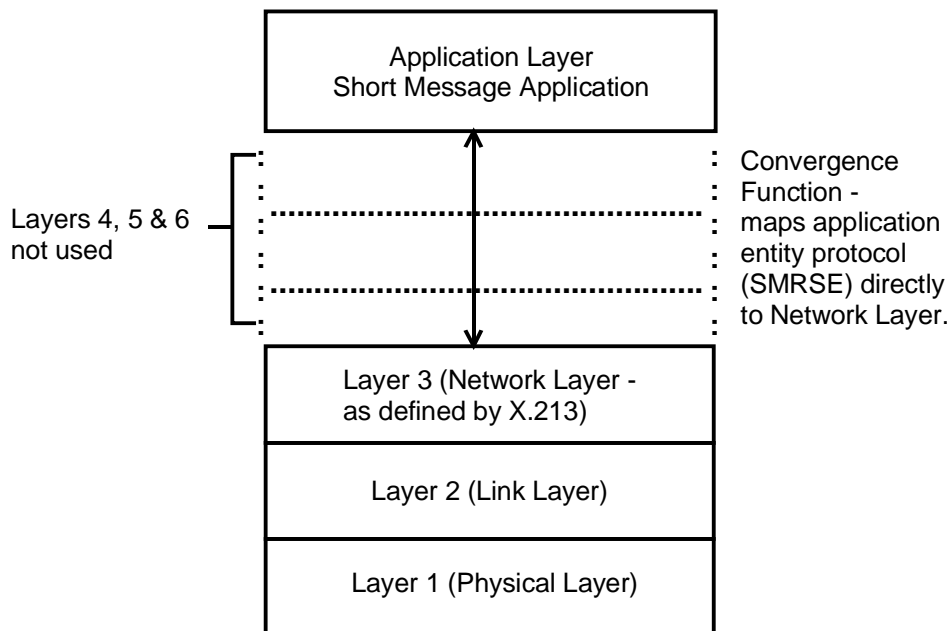 Application Layer
Short Message Application
Layers 4, 5 & 6
not used
Convergence
Function -
maps application
entity protocol
(SMRSE) directly
to Network Layer.
Layer 3 (Network Layer -
as defined by X.213)
Layer 2 (Link Layer)
Layer 1 (Physical Layer)